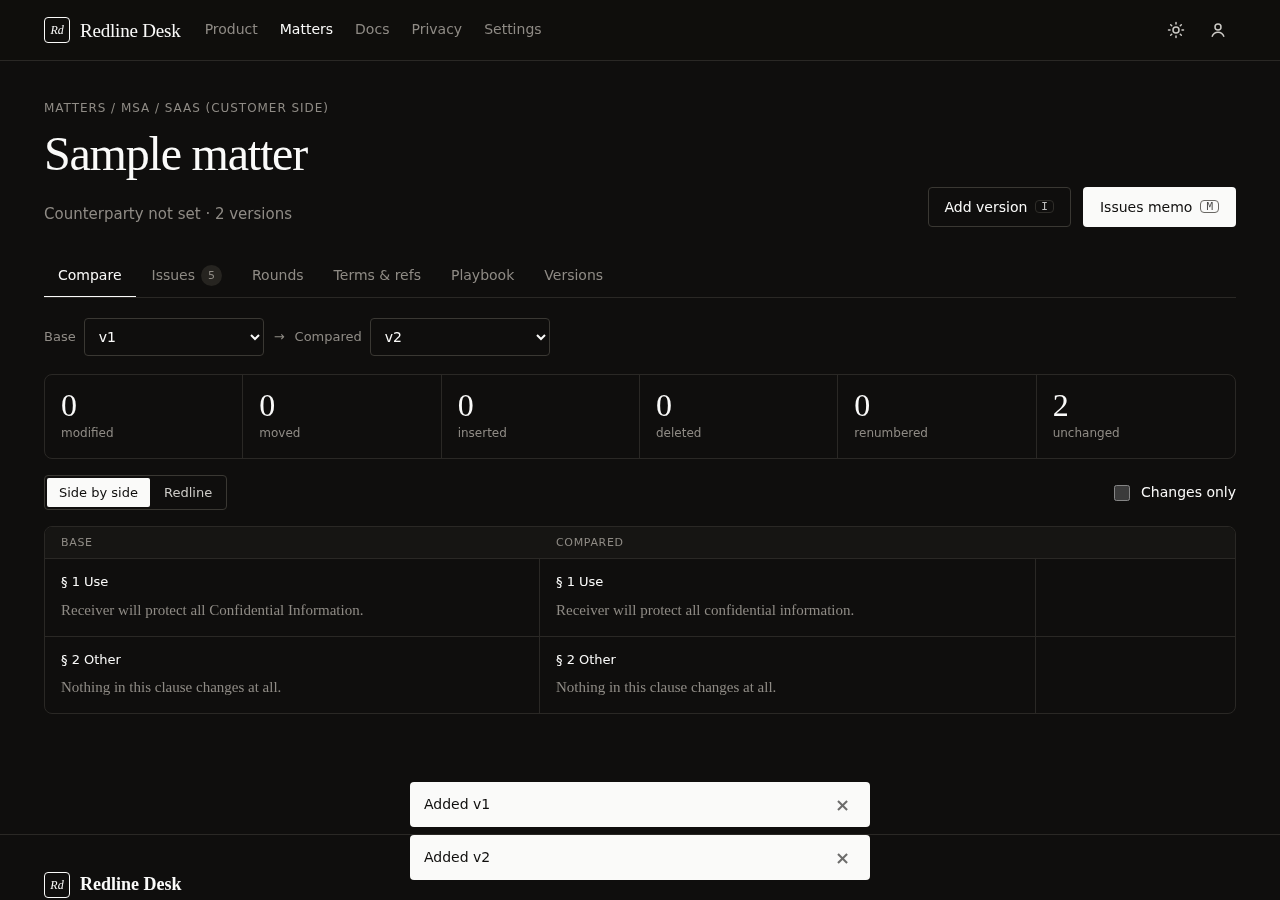 Rd Redline Desk Product Matters Docs Privacy Settings
MATTERS / MSA / SAAS (CUSTOMER SIDE)
Sample matter
Counterparty not set · 2 versions
Add version I Issues memo M
Compare Issues 5 Rounds Terms & refs Playbook Versions
Base v1 → Compared v2
0 0 0 0 0 2
modified moved inserted deleted renumbered unchanged
Side by side Redline Changes only
BASE COMPARED
§ 1 Use § 1 Use
Receiver will protect all Confidential Information. Receiver will protect all confidential information.
§ 2 Other § 2 Other
Nothing in this clause changes at all. Nothing in this clause changes at all.
Added v1 ×
Added v2 ×
Rd Redline Desk